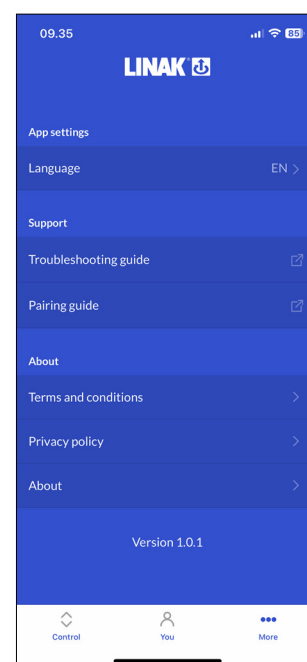 09.35
85
LINAK
App settings
Language EN
Support
Troubleshooting guide
Pairing guide
About
Terms and conditions
Privacy policy
About
Version 1.0.1
Control You More